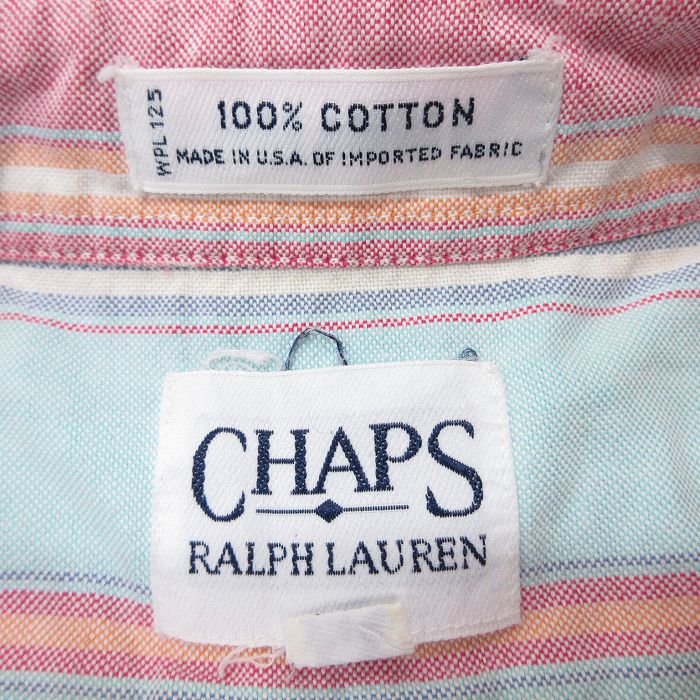 WPL 125
100% COTTON
MADE IN U.S.A. OF IMPORTED FABRIC
CHAPS
RALPH LAUREN